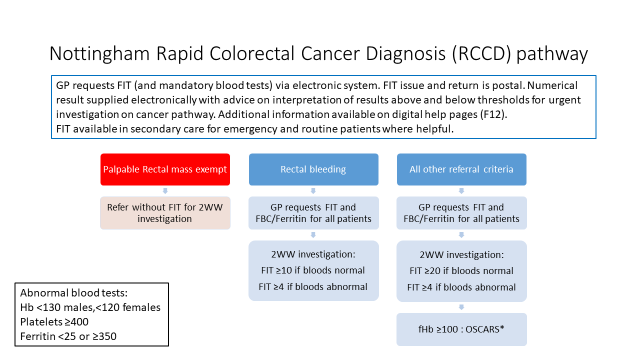 Nottingham Rapid Colorectal Cancer Diagnosis (RCCD) pathway
GP requests FIT (and mandatory blood tests) via electronic system. FIT issue and return is postal. Numerical
result supplied electronically with advice on interpretation of results above and below thresholds for urgent
investigation on cancer pathway. Additional information available on digital help pages (F12).
FIT available in secondary care for emergency and routine patients where helpful.
Palpable Rectal mass exempt
Refer without FIT for 2WW
investigation
Rectal bleeding
GP requests FIT and
FBC/Ferritin for all patients
2WW investigation:
FIT ≥10 if bloods normal
FIT ≥4 if bloods abnormal
All other referral criteria
GP requests FIT and
FBC/Ferritin for all patients
2WW investigation:
FIT ≥20 if bloods normal
FIT ≥4 if bloods abnormal
fHb ≥100 : OSCARS*
Abnormal blood tests:
Hb <130 males,<120 females
Platelets ≥400
Ferritin <25 or ≥350